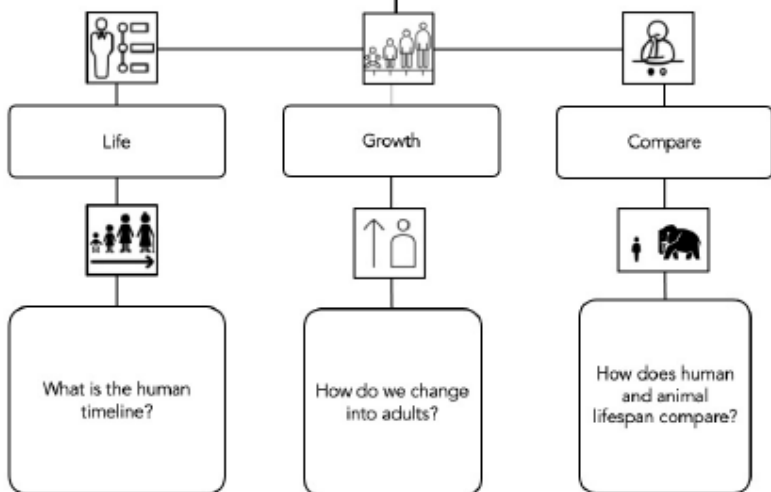 Life
Growth
Compare
What is the human
timeline?
How do we change
into adults?
How does human
and animal
lifespan compare?